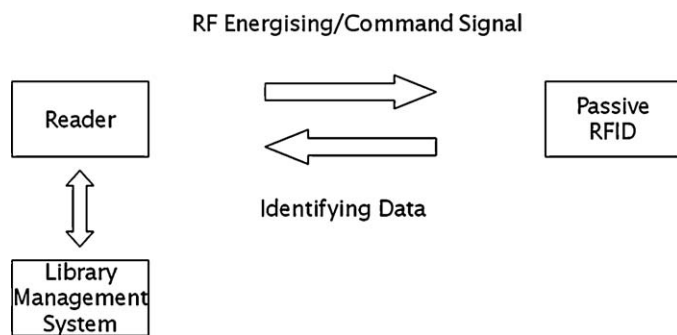 RF Energising/Command Signal
Reader
Passive
RFID
Identifying Data
Library
Management
System